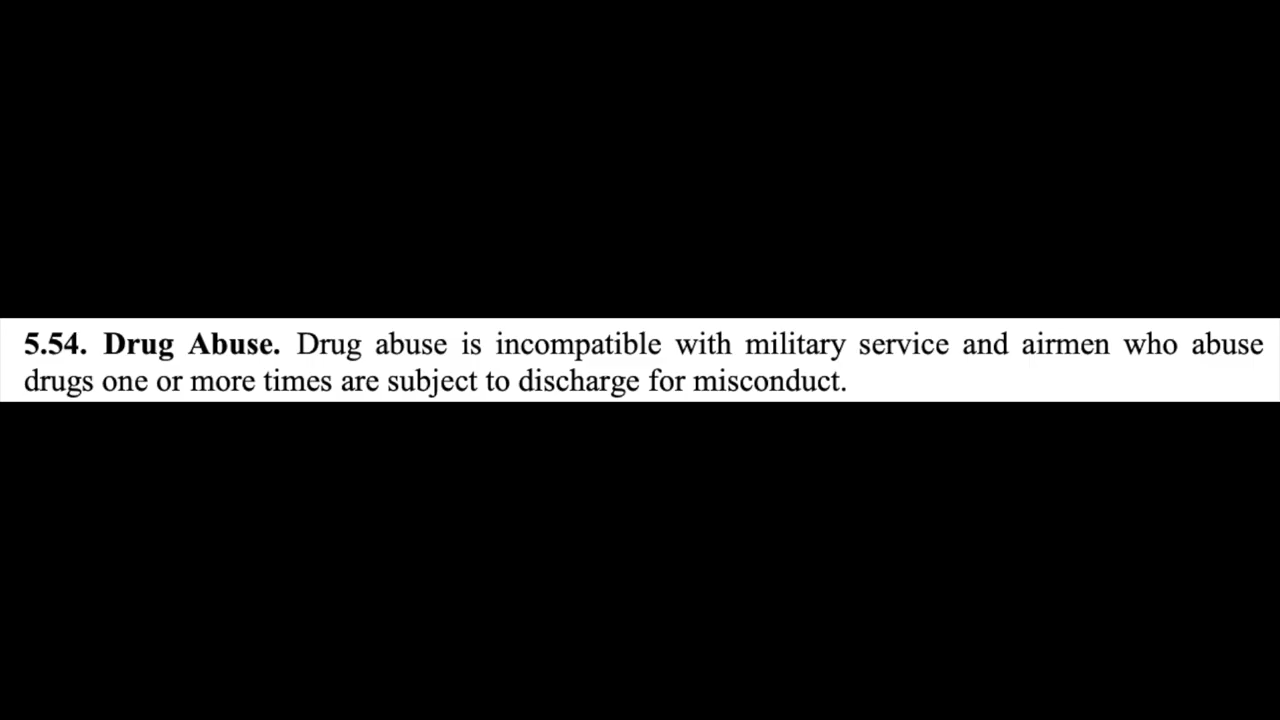 5.54. Drug Abuse. Drug abuse is incompatible with military service and airmen who abuse
drugs one or more times are subject to discharge for misconduct.